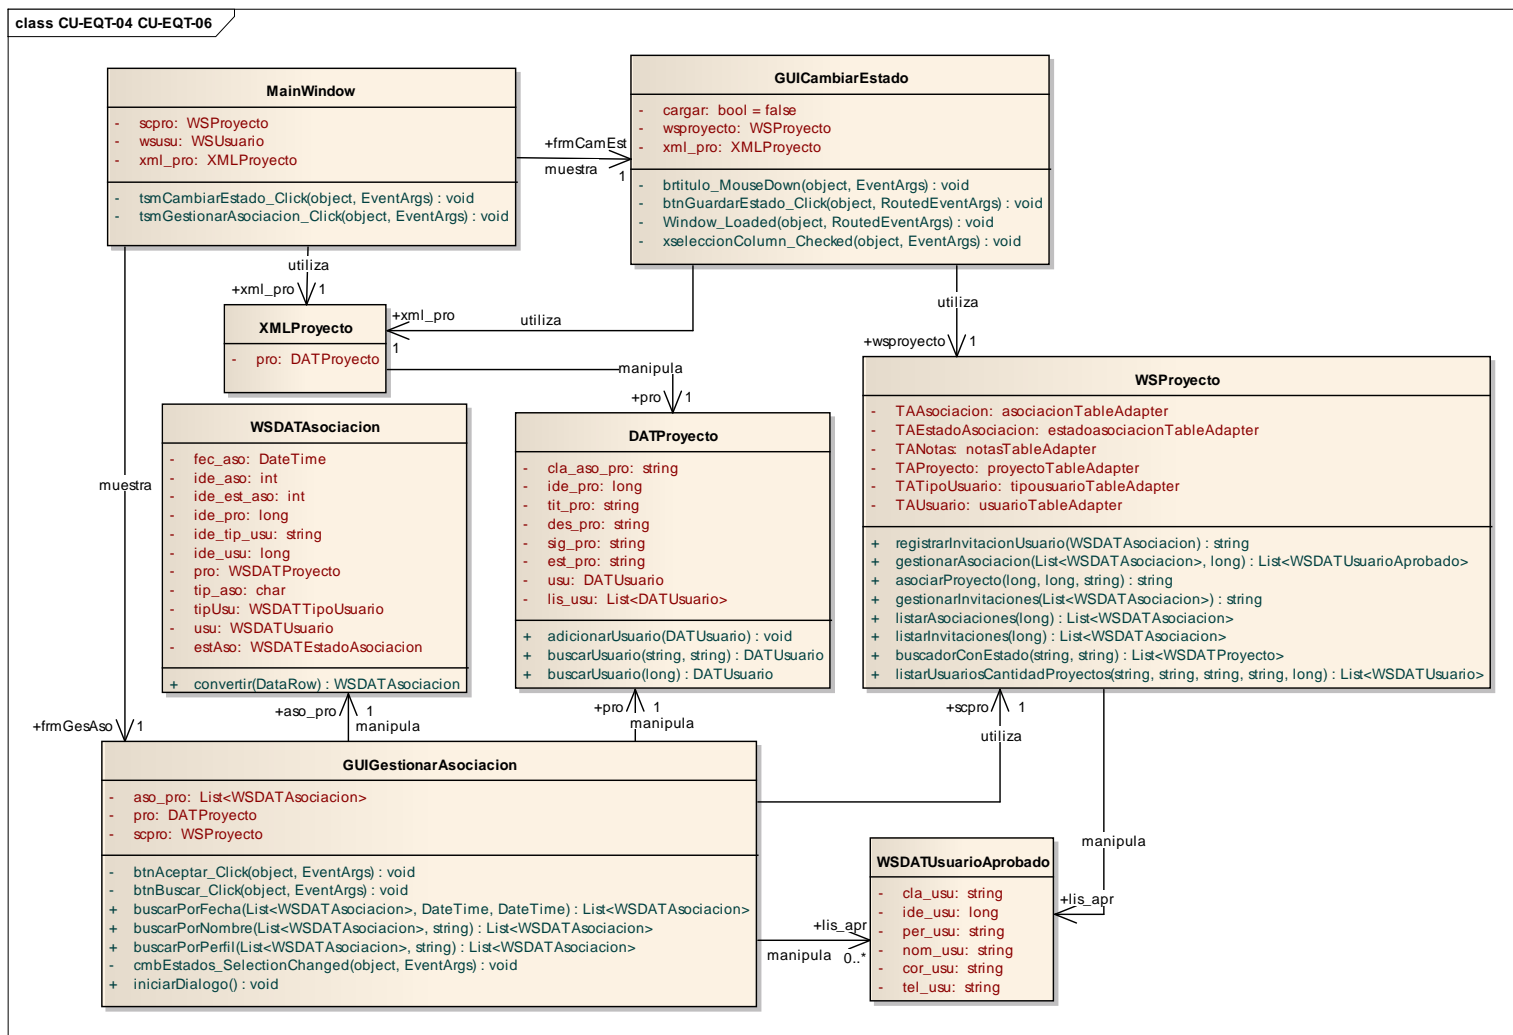 class CU-EQT-04 CU-EQT-06
MainWindow
- scpro: WSProyecto
- wsusu: WSUsuario
- xml_pro: XMLProyecto
- tsmCambiarEstado_Click(object, EventArgs) : void
- tsmGestionarAsociacion_Click(object, EventArgs) : void
+frmCamEst
muestra
1
GUICambiarEstado
- cargar: bool = false
- wsproyecto: WSProyecto
- xml_pro: XMLProyecto
- brtitulo_MouseDown(object, EventArgs) : void
- btnGuardarEstado_Click(object, RoutedEventArgs) : void
- Window_Loaded(object, RoutedEventArgs) : void
- xseleccionColumn_Checked(object, EventArgs) : void
utiliza
+xml_pro 1
XMLProyecto
- pro: DATProyecto
+xml_pro
utiliza
1
utiliza
+wsproyecto 1
manipula
+pro 1
WSProyecto
- TAAsociacion: asociacionTableAdapter
- TAEstadoAsociacion: estadoasociacionTableAdapter
- TANotas: notasTableAdapter
- TAProyecto: proyectoTableAdapter
- TATipoUsuario: tipousuarioTableAdapter
- TAUsuario: usuarioTableAdapter
+ registrarInvitacionUsuario(WSDATAsociacion) : string
+ gestionarAsociacion(List<WSDATAsociacion>, long) : List<WSDATUsuarioAprobado>
+ asociarProyecto(long, long, string) : string
+ gestionarInvitaciones(List<WSDATAsociacion>) : string
+ listarAsociaciones(long) : List<WSDATAsociacion>
+ listarInvitaciones(long) : List<WSDATAsociacion>
+ buscadorConEstado(string, string) : List<WSDATProyecto>
+ listarUsuariosCantidadProyectos(string, string, string, string, long) : List<WSDATUsuario>
WSDATAsociacion
- fec_aso: DateTime
- ide_aso: int
- ide_est_aso: int
- ide_pro: long
- ide_tip_usu: string
- ide_usu: long
- pro: WSDATProyecto
- tip_aso: char
- tipUsu: WSDATTipoUsuario
- usu: WSDATUsuario
- estAso: WSDATEstadoAsociacion
+ convertir(DataRow) : WSDATAsociacion
DATProyecto
- cla_aso_pro: string
- ide_pro: long
- tit_pro: string
- des_pro: string
- sig_pro: string
- est_pro: string
- usu: DATUsuario
- lis_usu: List<DATUsuario>
+ adicionarUsuario(DATUsuario) : void
+ buscarUsuario(string, string) : DATUsuario
+ buscarUsuario(long) : DATUsuario
muestra
+frmGesAso 1
+aso_pro 1
manipula
+pro 1
manipula
+scpro 1
utiliza
GUIGestionarAsociacion
- aso_pro: List<WSDATAsociacion>
- pro: DATProyecto
- scpro: WSProyecto
- btnAceptar_Click(object, EventArgs) : void
- btnBuscar_Click(object, EventArgs) : void
+ buscarPorFecha(List<WSDATAsociacion>, DateTime, DateTime) : List<WSDATAsociacion>
+ buscarPorNombre(List<WSDATAsociacion>, string) : List<WSDATAsociacion>
+ buscarPorPerfil(List<WSDATAsociacion>, string) : List<WSDATAsociacion>
- cmbEstados_SelectionChanged(object, EventArgs) : void
+ iniciarDialogo() : void
manipula
+lis_apr
+lis_apr
manipula 0..*
WSDATUsuarioAprobado
- cla_usu: string
- ide_usu: long
- per_usu: string
- nom_usu: string
- cor_usu: string
- tel_usu: string